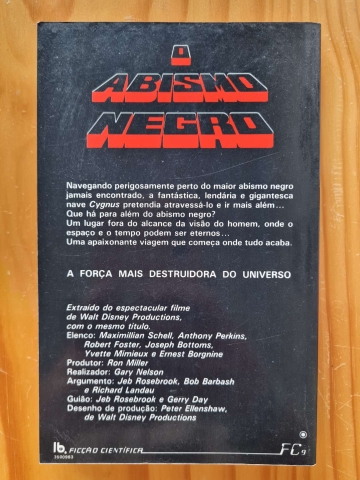 O
ABISMO
NEGRO
Navegando perigosamente perto do maior abismo negro
jamais encontrado, a fantástica, lendária e gigantesca
nave Cygnus pretendia atravessá-lo e ir mais além...
Que há para além do abismo negro?
Um lugar fora do alcance da visão do homem, onde o
espaço e o tempo podem ser eternos...
Uma apaixonante viagem que começa onde tudo acaba.
A FORÇA MAIS DESTRUIDORA DO UNIVERSO
Extraído do espectacular filme
de Walt Disney Productions,
com o mesmo título.
Elenco: Maximillian Schell, Anthony Perkins,
Robert Foster, Joseph Bottoms,
Yvette Mimieux e Ernest Borgnine
Produtor: Ron Miller
Realizador: Gary Nelson
Argumento: Jeb Rosebrook, Bob Barbash
e Richard Landau
Guião: Jeb Rosebrook e Gerry Day
Desenho de produção: Peter Ellenshaw,
de Walt Disney Productions
lb. FICÇÃO CIENTÍFICA FC 9